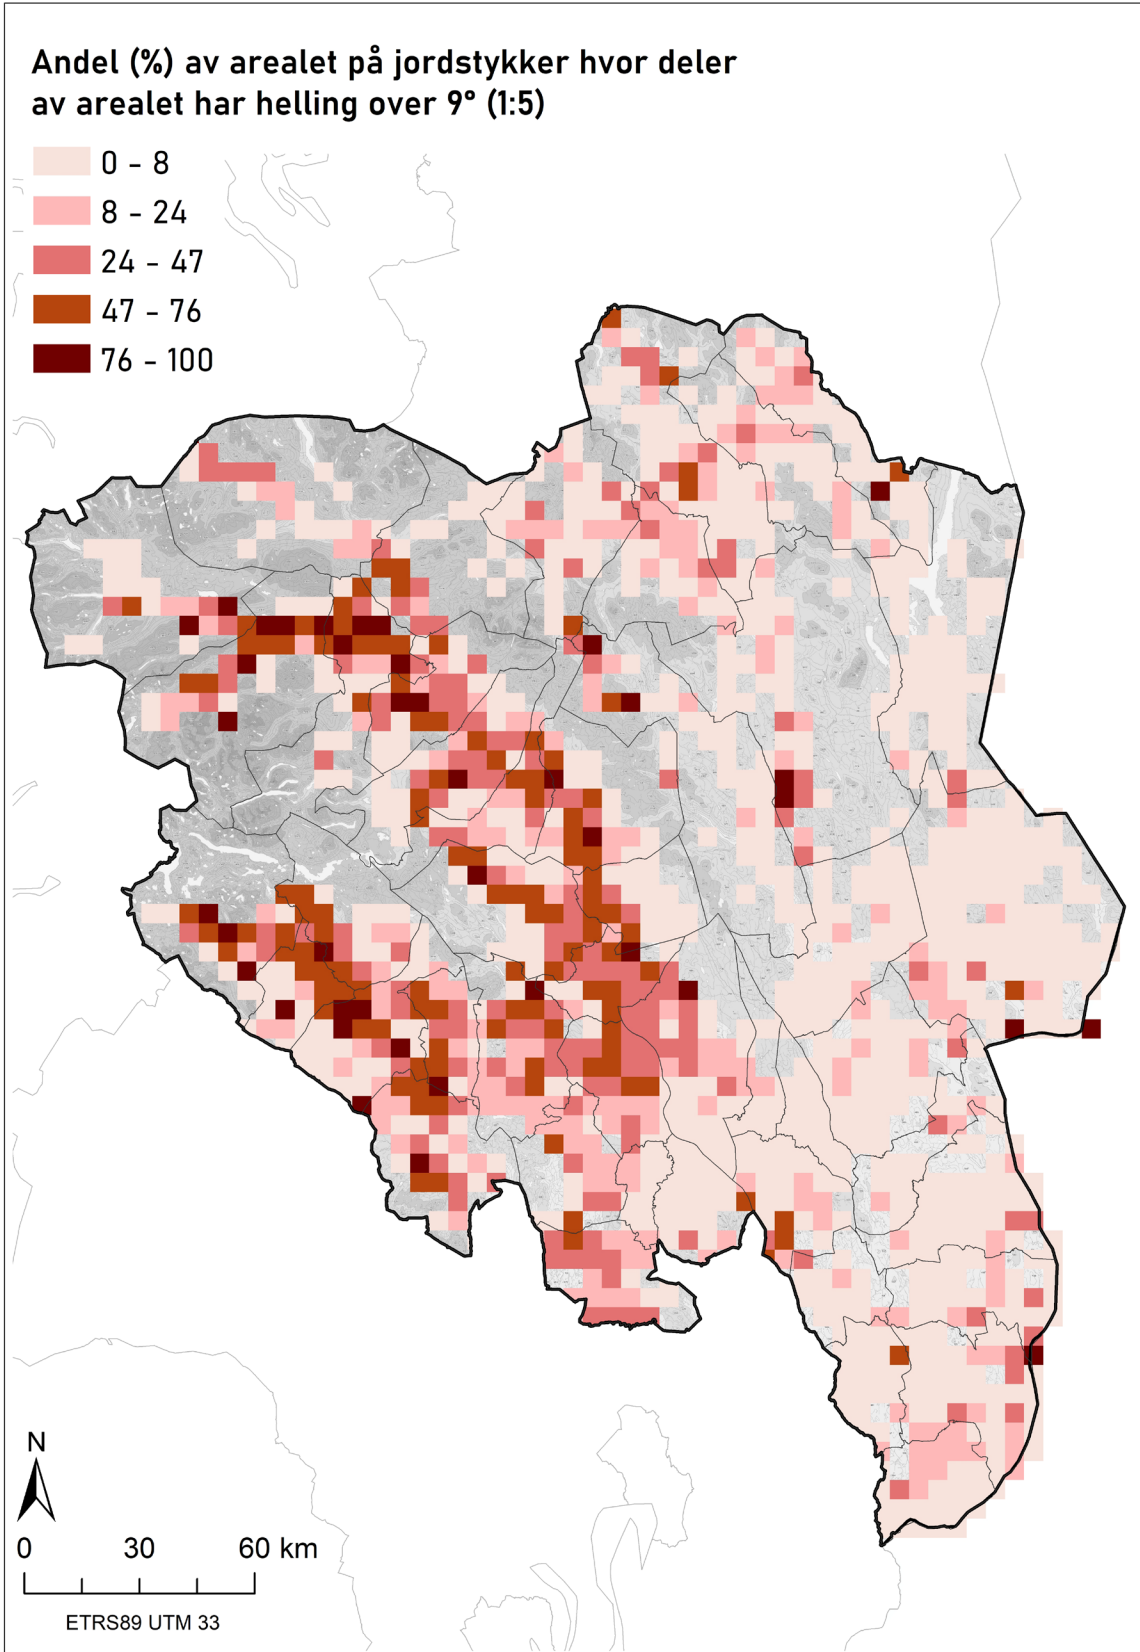 Andel (%) av arealet på jordstykker hvor deler
av arealet har helling over 9° (1:5)
0 - 8
8 - 24
24 - 47
47 - 76
76 - 100
N
0 30 60 km
ETRS89 UTM 33